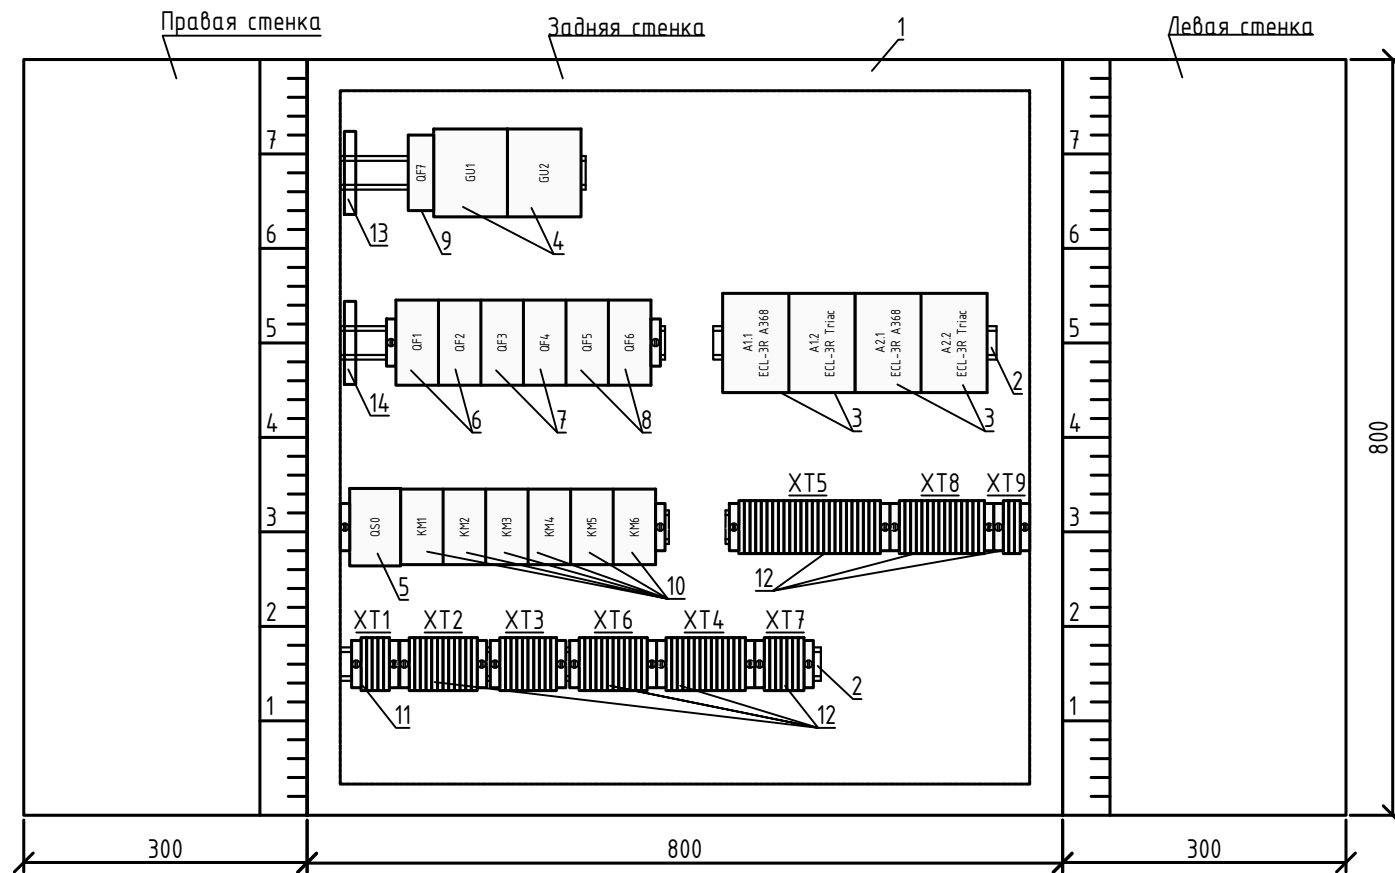 Правая стенка
Задняя стенка
1
Левая стенка
7
QF7
GU1
GU2
7
13
9
4
6
6
5
QF1
QF2
QF3
QF4
QF5
QF6
A1.1
ECL-3R A368
A1.2
ECL-3R Triac
A2.1
ECL-3R A368
A2.2
ECL-3R Triac
5
2
14
6
7
8
3
3
4
4
800
XT5
XT8
XT9
3
QS0
KM1
KM2
KM3
KM4
KM5
KM6
3
5
10
12
2
XT1
XT2
XT3
XT6
XT4
XT7
2
2
1
11
12
1
300
800
300